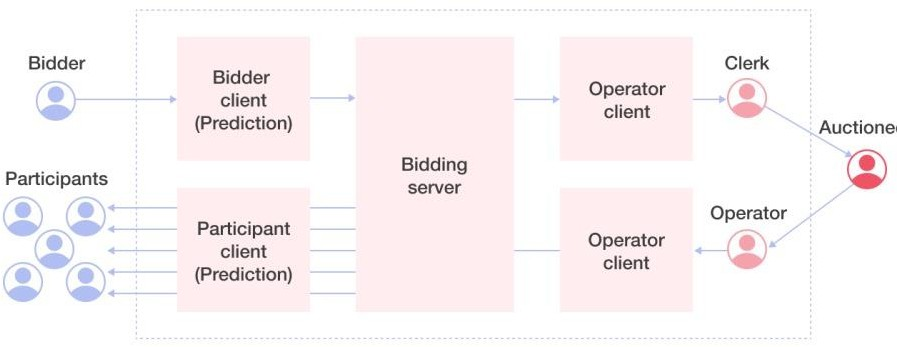 Bidder
Bidder
client
(Prediction)
Bidding
server
Operator
client
Clerk
Participants
Participant
client
(Prediction)
Operator
client
Operator